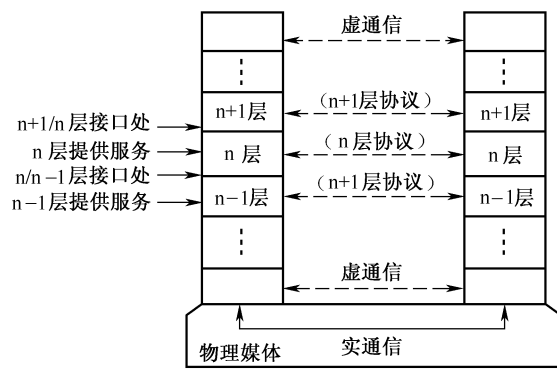 虚通信
n+1层
(n+1层协议)
n+1层
n+1/n 层接口处
n 层提供服务
n 层
(n 层协议)
n 层
n/n-1层接口处
n-1层提供服务
n-1层
(n+1层协议)
n-1层
虚通信
物理媒体
实通信